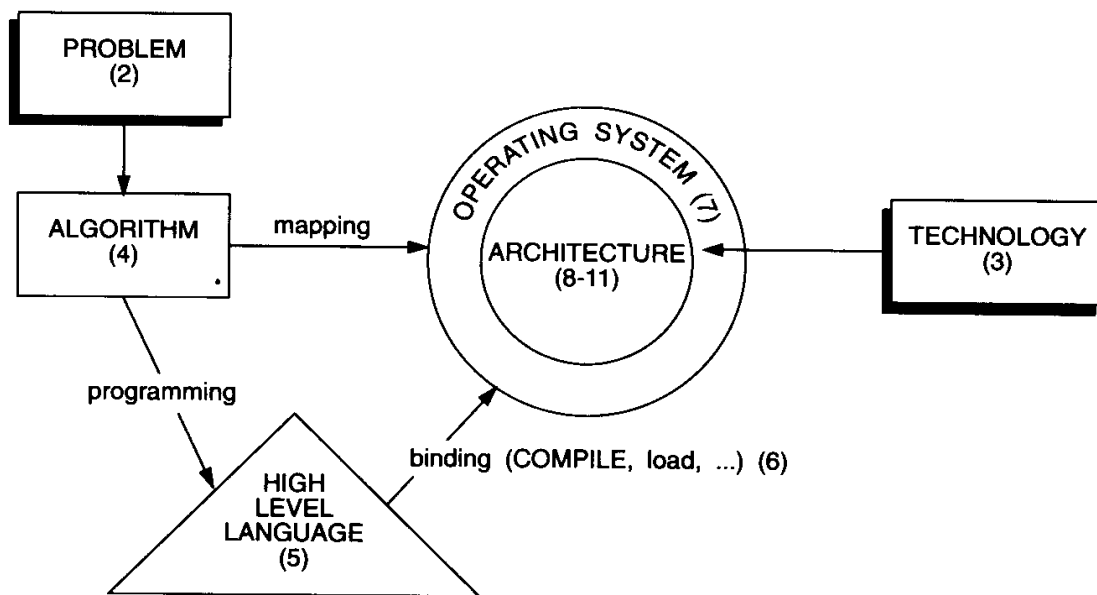 PROBLEM
(2)
ALGORITHM
(4)
mapping
OPERATING SYSTEM (7)
ARCHITECTURE
(8-11)
TECHNOLOGY
(3)
programming
HIGH
LEVEL
LANGUAGE
(5)
binding (COMPILE, load, ...) (6)